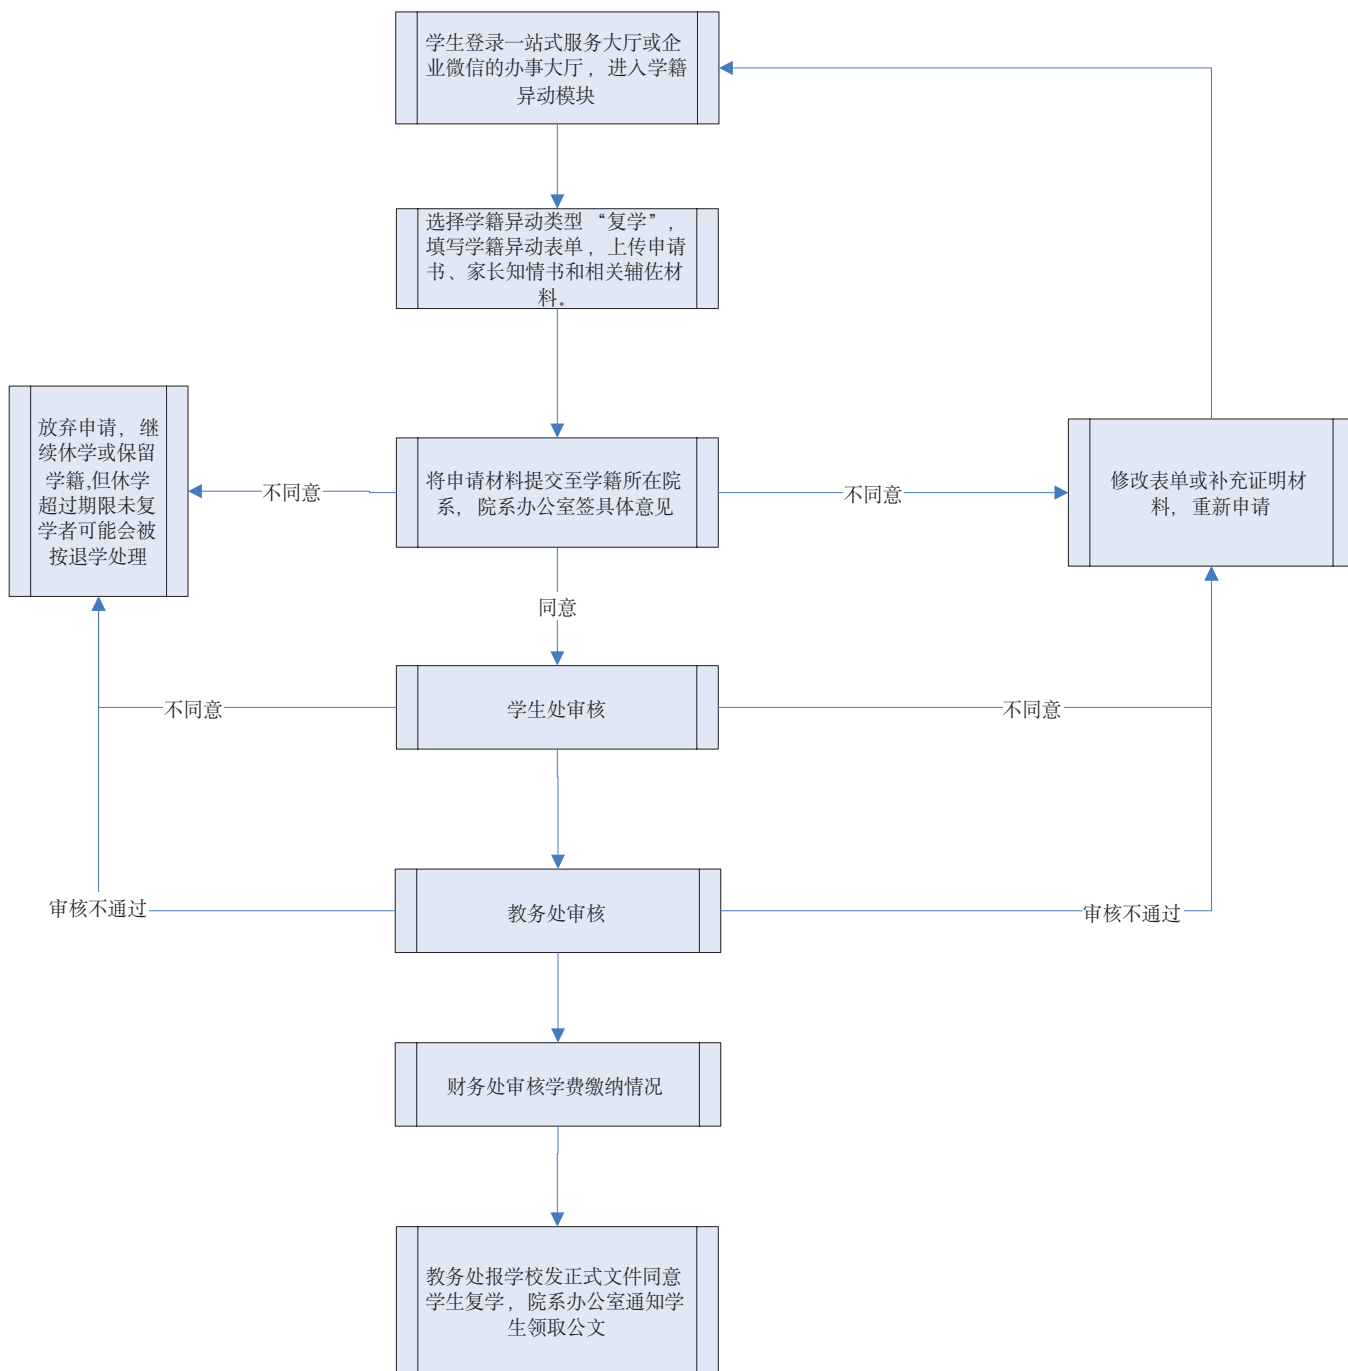 学生登录一站式服务大厅或企
业微信的办事大厅，进入学籍
异动模块
选择学籍异动类型“复学”，
填写学籍异动表单，上传申请
书、家长知情书和相关辅佐材
料。
放弃申请，继
续休学或保留
学籍,但休学
超过期限未复
学者可能会被
按退学处理
不同意
将申请材料提交至学籍所在院
系，院系办公室签具体意见
不同意
修改表单或补充证明材
料，重新申请
同意
不同意
学生处审核
不同意
审核不通过
教务处审核
审核不通过
财务处审核学费缴纳情况
教务处报学校发正式文件同意
学生复学，院系办公室通知学
生领取公文